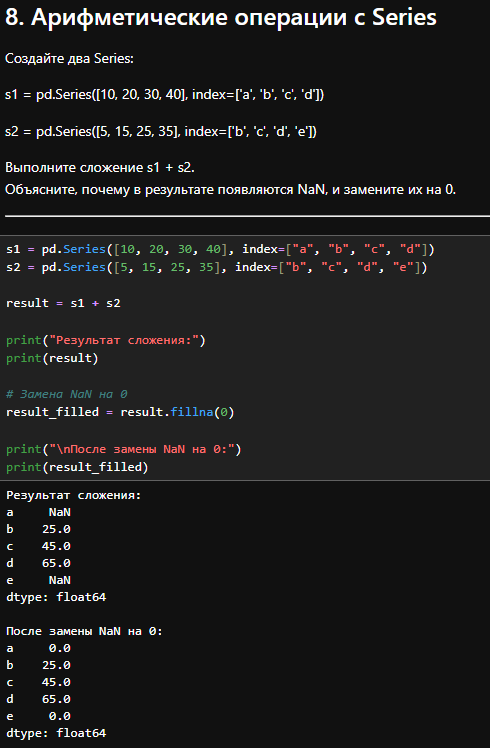 8. Арифметические операции с Series
Создайте два Series:
s1 = pd.Series([10, 20, 30, 40], index=['a', 'b', 'c', 'd'])
s2 = pd.Series([5, 15, 25, 35], index=['b', 'c', 'd', 'e'])
Выполните сложение s1 + s2.
Объясните, почему в результате появляются NaN, и замените их на 0.
s1 = pd.Series([10, 20, 30, 40], index=["a", "b", "c", "d"])
s2 = pd.Series([5, 15, 25, 35], index=["b", "c", "d", "e"])
result = s1 + s2
print("Результат сложения:")
print(result)
# Замена NaN на 0
result_filled = result.fillna(0)
print("\nПосле замены NaN на 0:")
print(result_filled)
Результат сложения:
a     NaN
b    25.0
c    45.0
d    65.0
e     NaN
dtype: float64
После замены NaN на 0:
a     0.0
b    25.0
c    45.0
d    65.0
e     0.0
dtype: float64